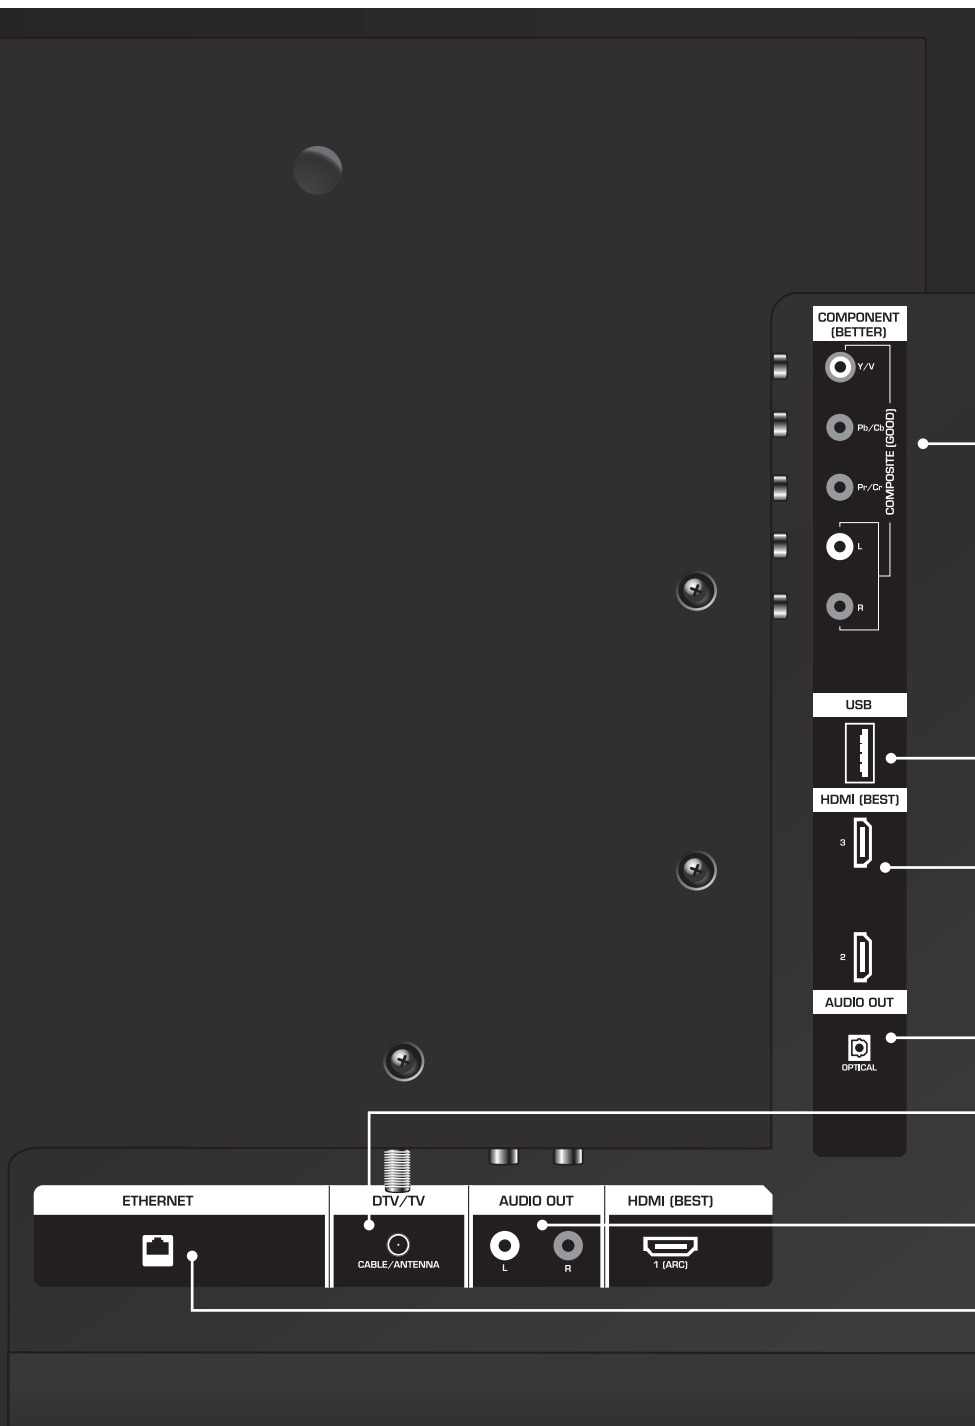 COMPONENT
(BETTER)
Y/V
Pb/Cb
Pr/Cr
COMPOSITE (GOOD)
L
R
USB
HDMI (BEST)
3
2
AUDIO OUT
OPTICAL
ETHERNET
DTV/TV
CABLE/ANTENNA
AUDIO OUT
L
R
HDMI (BEST)
1 (ARC)